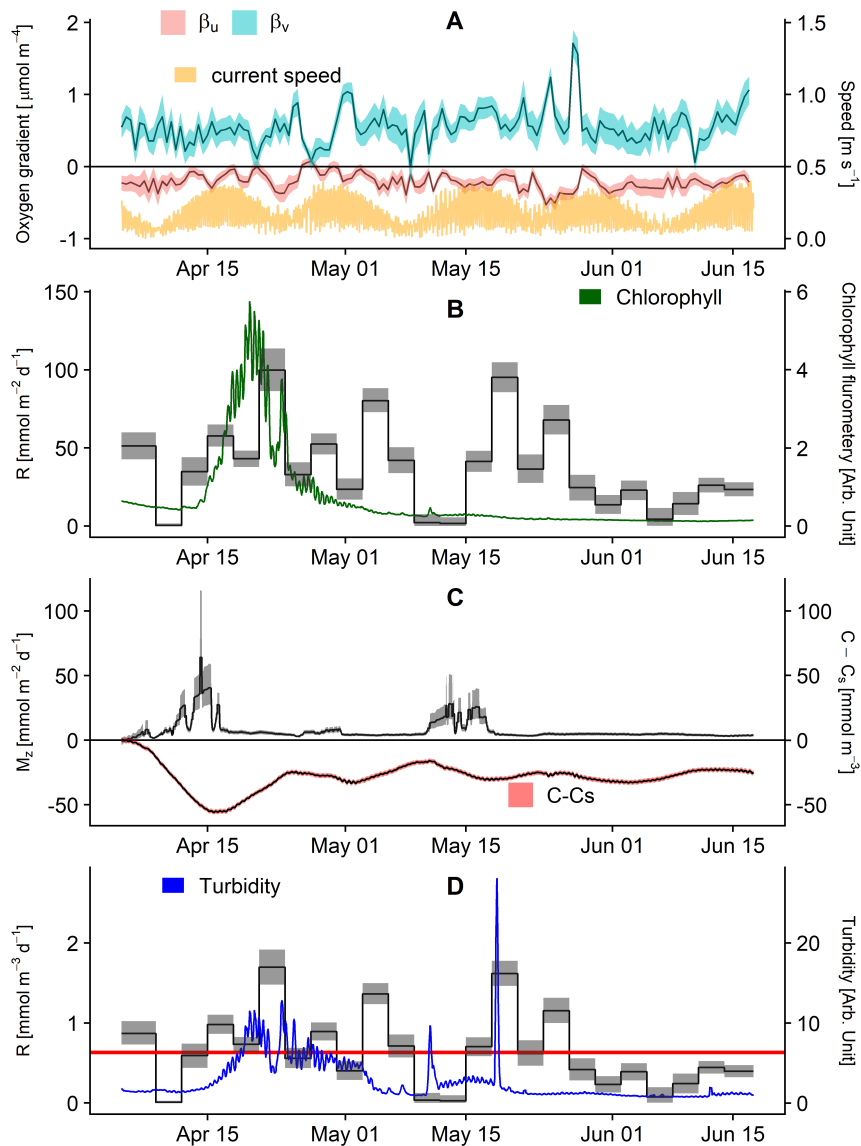 A
βu βv
current speed
Oxygen gradient [ μmol m⁻⁴]
2
1
0
-1
Speed [m s⁻¹]
1.5
1.0
0.5
0.0
Apr 15 May 01 May 15 Jun 01 Jun 15
B
Chlorophyll
R [mmol m⁻² d⁻¹]
150
100
50
0
Chlorophyll flurometery [Arb. Unit]
6
4
2
0
Apr 15 May 01 May 15 Jun 01 Jun 15
C
Mz [mmol m⁻² d⁻¹]
100
50
0
-50
C − Cs [mmol m⁻³]
100
50
0
-50
C-Cs
Apr 15 May 01 May 15 Jun 01 Jun 15
D
Turbidity
R [mmol m⁻³ d⁻¹]
2
1
0
Turbidity [Arb. Unit]
20
10
0
Apr 15 May 01 May 15 Jun 01 Jun 15